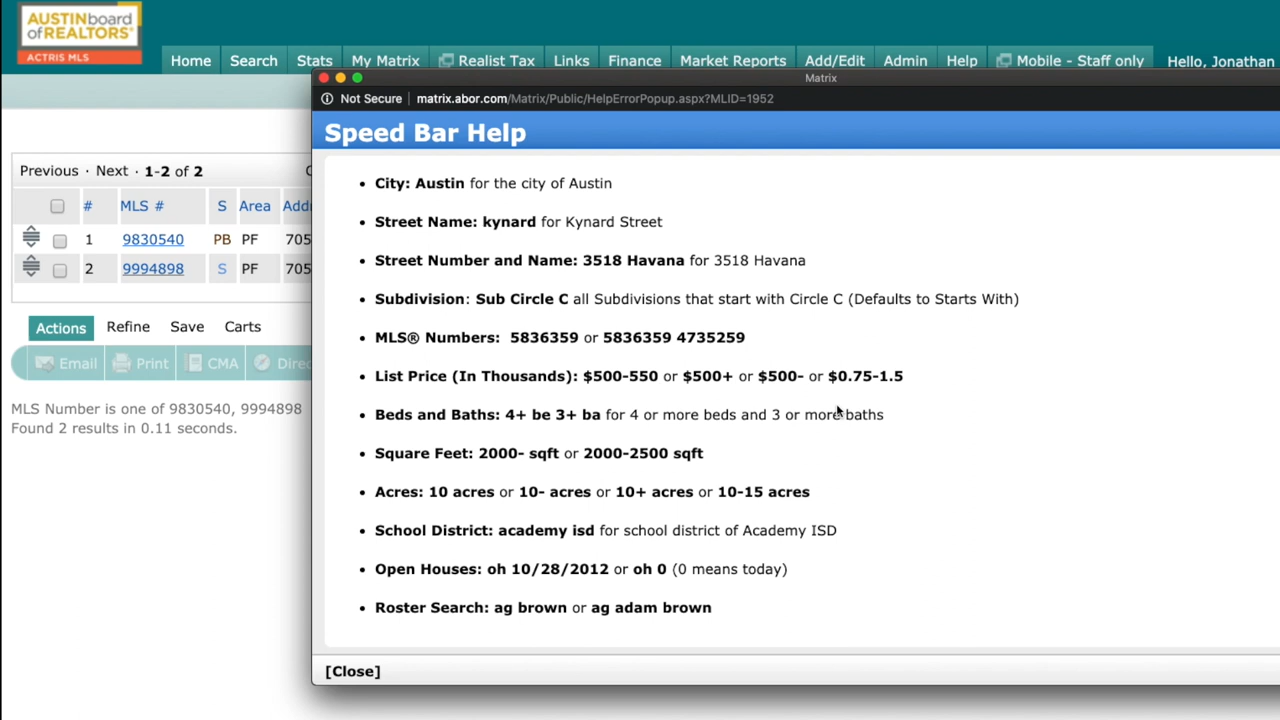 AUSTINboard
of REALTORS®
ACTRIS MLS
Home Search Stats My Matrix Realist Tax Links Finance Market Reports Add/Edit Admin Help Mobile - Staff only Hello, Jonathan
Matrix
Not Secure matrix.abor.com/Matrix/Public/HelpErrorPopup.aspx?MLID=1952
Speed Bar Help
Previous · Next · 1-2 of 2
# MLS # S Area
1 9830540 PB PF 705
2 9994898 S PF 705
Actions Refine Save Carts
Email Print CMA
MLS Number is one of 9830540, 9994898
Found 2 results in 0.11 seconds.
• City: Austin for the city of Austin
• Street Name: kynard for Kynard Street
• Street Number and Name: 3518 Havana for 3518 Havana
• Subdivision: Sub Circle C all Subdivisions that start with Circle C (Defaults to Starts With)
• MLS® Numbers: 5836359 or 5836359 4735259
• List Price (In Thousands): $500-550 or $500+ or $500- or $0.75-1.5
• Beds and Baths: 4+ be 3+ ba for 4 or more beds and 3 or more baths
• Square Feet: 2000- sqft or 2000-2500 sqft
• Acres: 10 acres or 10- acres or 10+ acres or 10-15 acres
• School District: academy isd for school district of Academy ISD
• Open Houses: oh 10/28/2012 or oh 0 (0 means today)
• Roster Search: ag brown or ag adam brown
[Close]